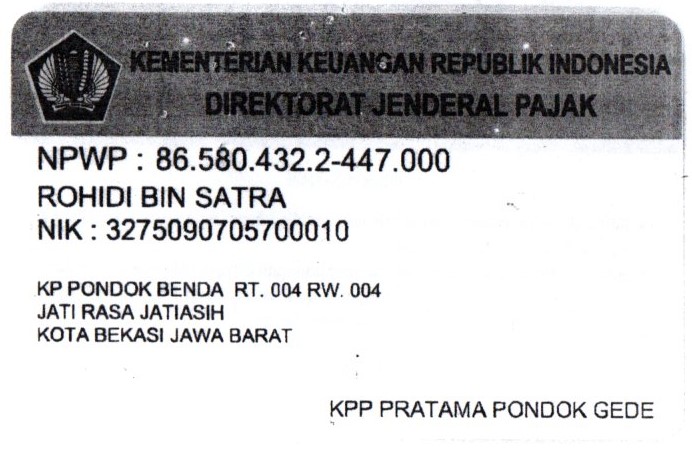 KEMENTERIAN KEUANGAN REPUBLIK INDONESIA
DIREKTORAT JENDERAL PAJAK
NPWP : 86.580.432.2-447.000
ROHIDI BIN SATRA
NIK : 3275090705700010
KP PONDOK BENDA RT. 004 RW. 004
JATI RASA JATIASIH
KOTA BEKASI JAWA BARAT
KPP PRATAMA PONDOK GEDE